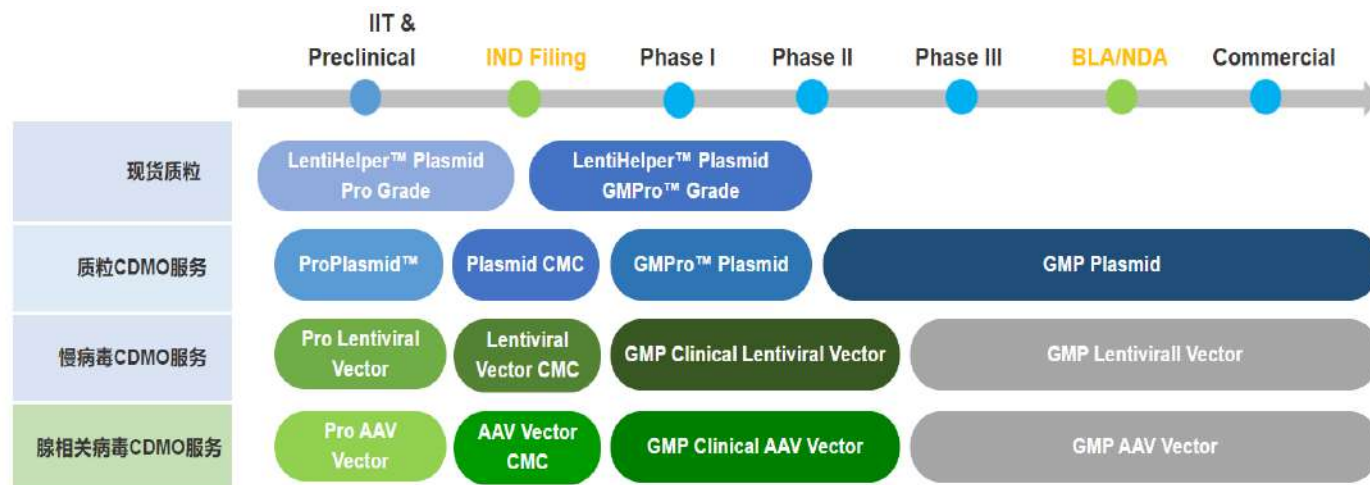 IIT &
Preclinical
IND Filing
Phase I
Phase II
Phase III
BLA/NDA
Commercial
现货质粒
LentiHelper™ Plasmid
Pro Grade
LentiHelper™ Plasmid
GMPro™ Grade
质粒CDMO服务
ProPlasmid™
Plasmid CMC
GMPro™ Plasmid
GMP Plasmid
慢病毒CDMO服务
Pro Lentiviral
Vector
Lentiviral
Vector CMC
GMP Clinical Lentiviral Vector
GMP Lentivirall Vector
腺相关病毒CDMO服务
Pro AAV
Vector
AAV Vector
CMC
GMP Clinical AAV Vector
GMP AAV Vector